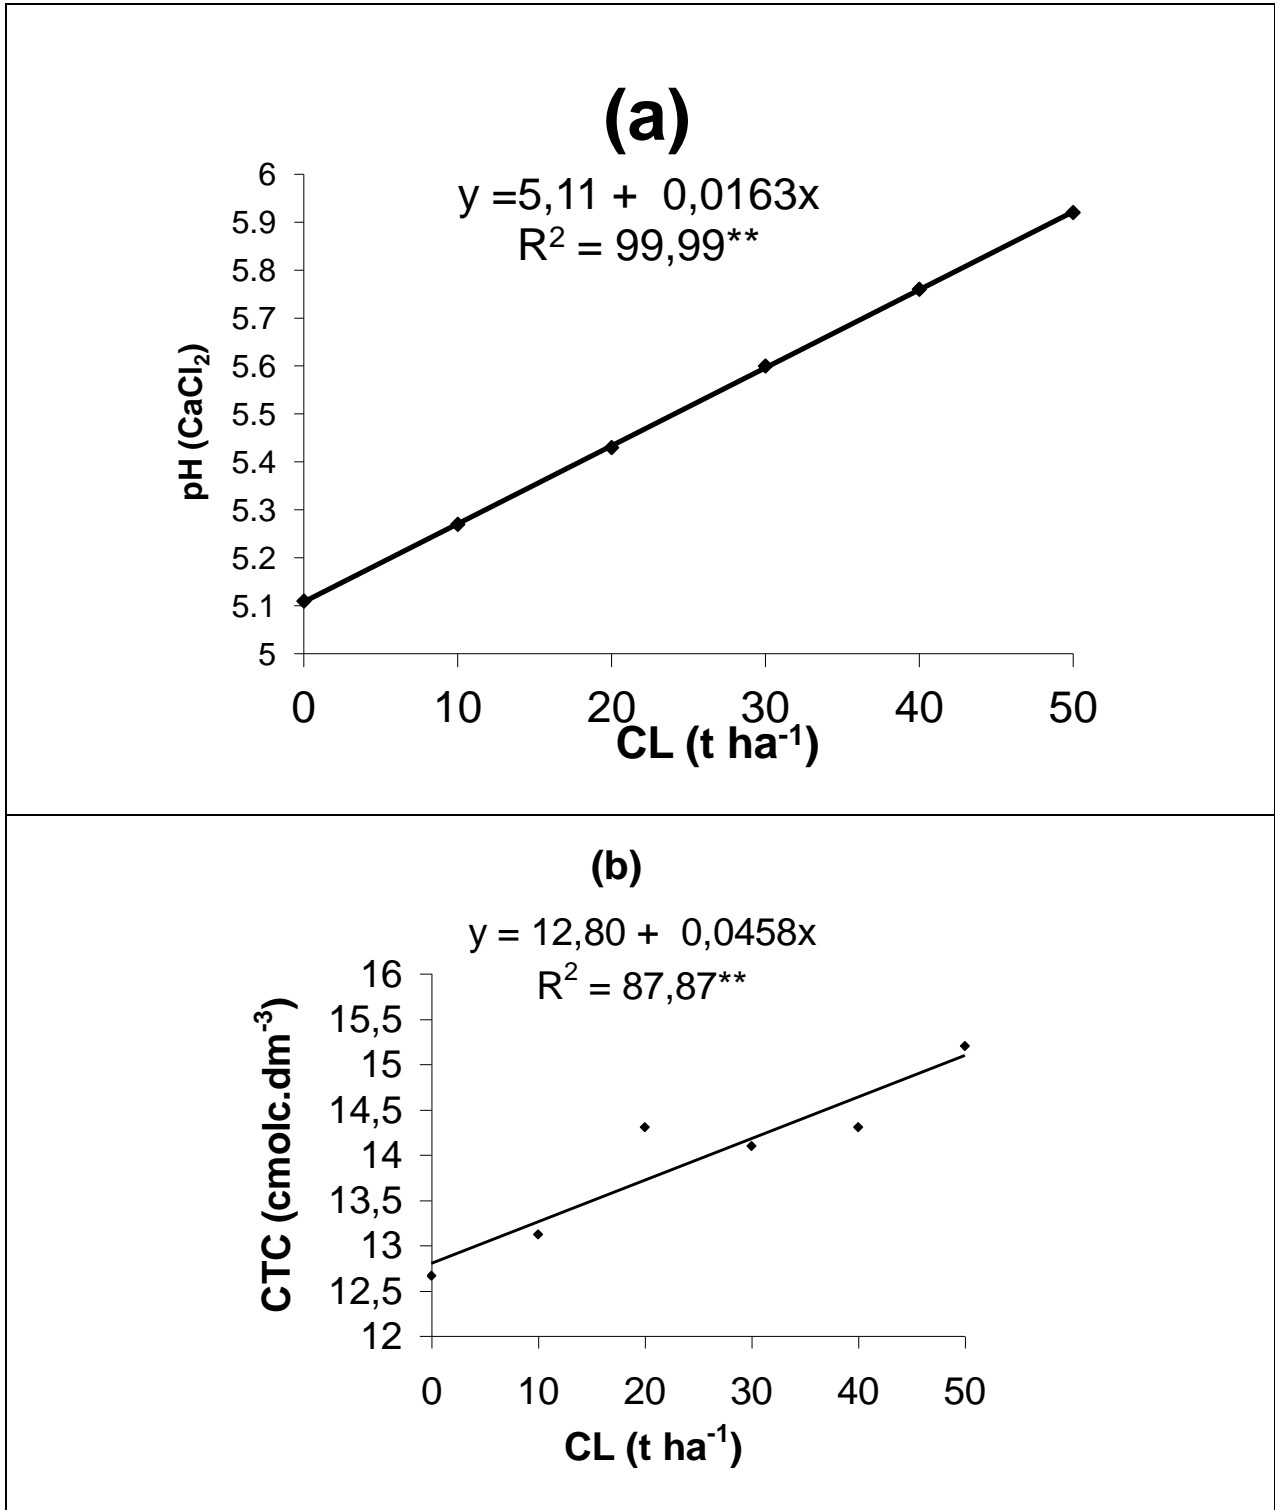 (a)
y =5,11 + 0,0163x
R² = 99,99**
6
5.9
5.8
5.7
5.6
5.5
5.4
5.3
5.2
5.1
5
pH (CaCl₂)
0 10 20 30 40 50
CL (t ha⁻¹)
(b)
y = 12,80 + 0,0458x
R² = 87,87**
16
15,5
15
14,5
14
13,5
13
12,5
12
CTC (cmolc.dm⁻³)
0 10 20 30 40 50
CL (t ha⁻¹)